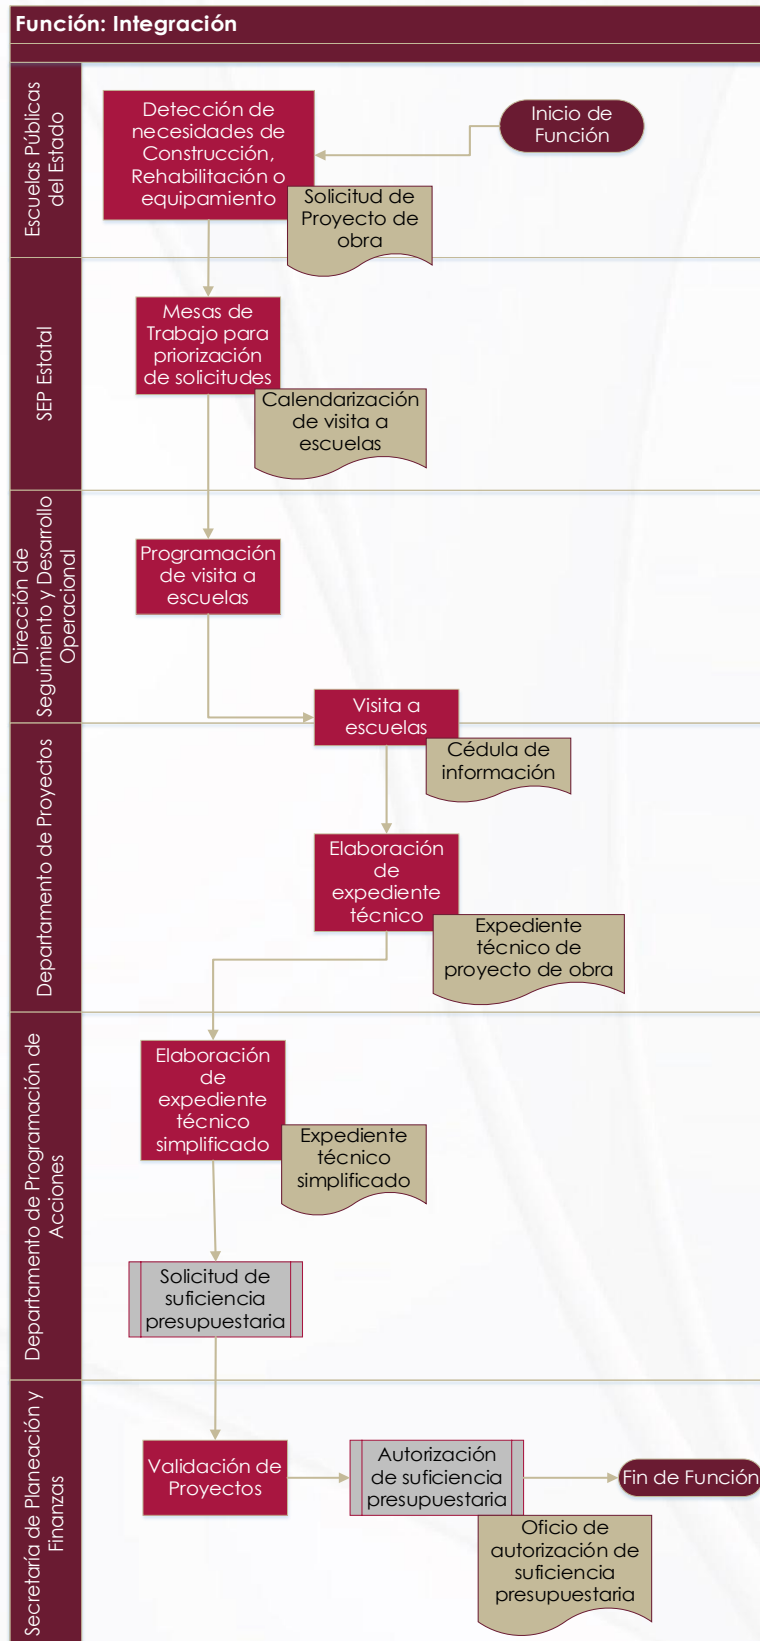 Función: Integración
Escuelas Públicas
del Estado
Detección de
necesidades de
Construcción,
Rehabilitación o
equipamiento
Inicio de
Función
Solicitud de
Proyecto de
obra
SEP Estatal
Mesas de
Trabajo para
priorización
de solicitudes
Calendarización
de visita a
escuelas
Dirección de
Seguimiento y Desarrollo
Operacional
Programación
de visita a
escuelas
Visita a
escuelas
Cédula de
información
Departamento de Proyectos
Elaboración
de
expediente
técnico
Expediente
técnico de
proyecto de obra
Departamento de Programación de
Acciones
Elaboración
de
expediente
técnico
simplificado
Expediente
técnico
simplificado
Solicitud de
suficiencia
presupuestaria
Secretaría de Planeación y
Finanzas
Validación de
Proyectos
Autorización
de suficiencia
presupuestaria
Fin de Función
Oficio de
autorización de
suficiencia
presupuestaria